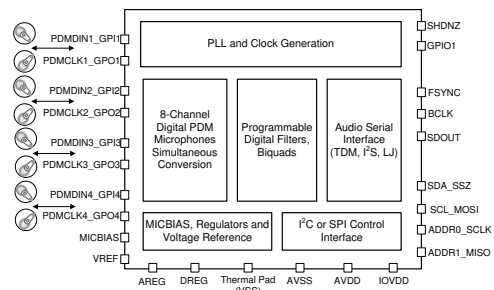 PDMDIN1_GPI1
PDMCLK1_GPO1
PDMDIN2_GPI2
PDMCLK2_GPO2
PDMDIN3_GPI3
PDMCLK3_GPO3
PDMDIN4_GPI4
PDMCLK4_GPO4
MICBIAS
VREF
PLL and Clock Generation
8-Channel
Digital PDM
Microphones
Simultaneous
Conversion
Programmable
Digital Filters,
Biquads
Audio Serial
Interface
(TDM, I²S, LJ)
MICBIAS, Regulators and
Voltage Reference
I²C or SPI Control
Interface
SHDNZ
GPIO1
FSYNC
BCLK
SDOUT
SDA_SSZ
SCL_MOSI
ADDR0_SCLK
ADDR1_MISO
AREG
DREG
Thermal Pad
(VSS)
AVSS
AVDD
IOVDD